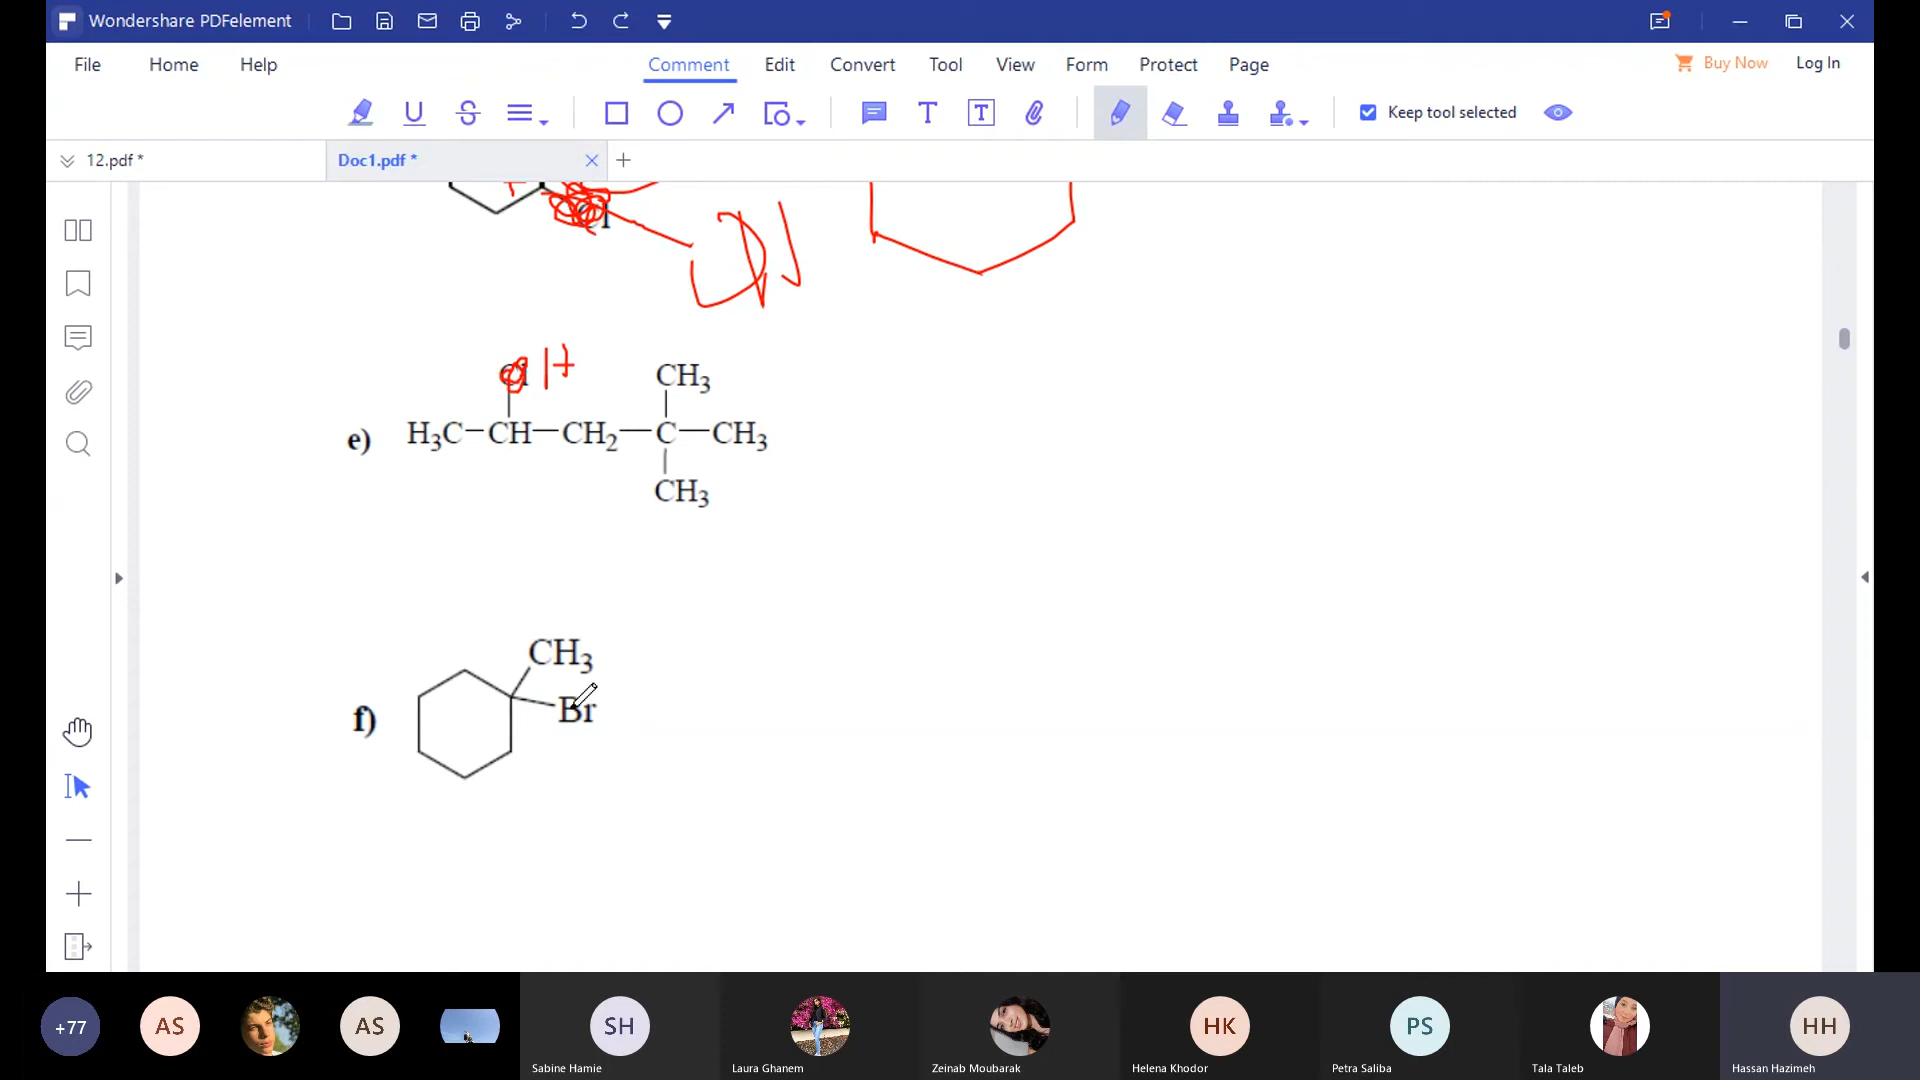 Wondershare PDFelement
File Home Help Comment Edit Convert Tool View Form Protect Page Buy Now Log In
Keep tool selected
12.pdf *
Doc1.pdf *
Cl
CH3
e) H3C-CH-CH2-C-CH3
CH3
CH3
f)
Br
+77
AS
AS
SH
HK
PS
HH
Sabine Hamie
Laura Ghanem
Zeinab Moubarak
Helena Khodor
Petra Saliba
Tala Taleb
Hassan Hazimeh